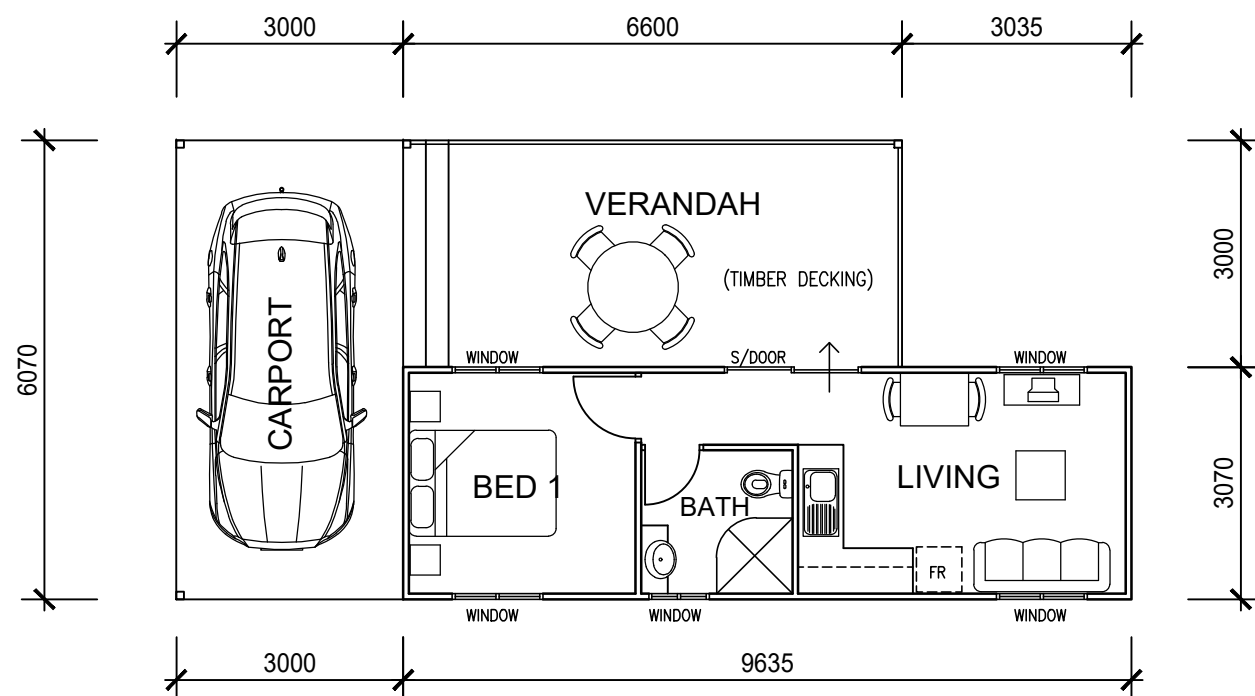 3000
6600
3035
VERANDAH
(TIMBER DECKING)
3000
CARPORT
6070
WINDOW
S/DOOR
WINDOW
BED 1
BATH
LIVING
3070
FR
WINDOW
WINDOW
WINDOW
3000
9635